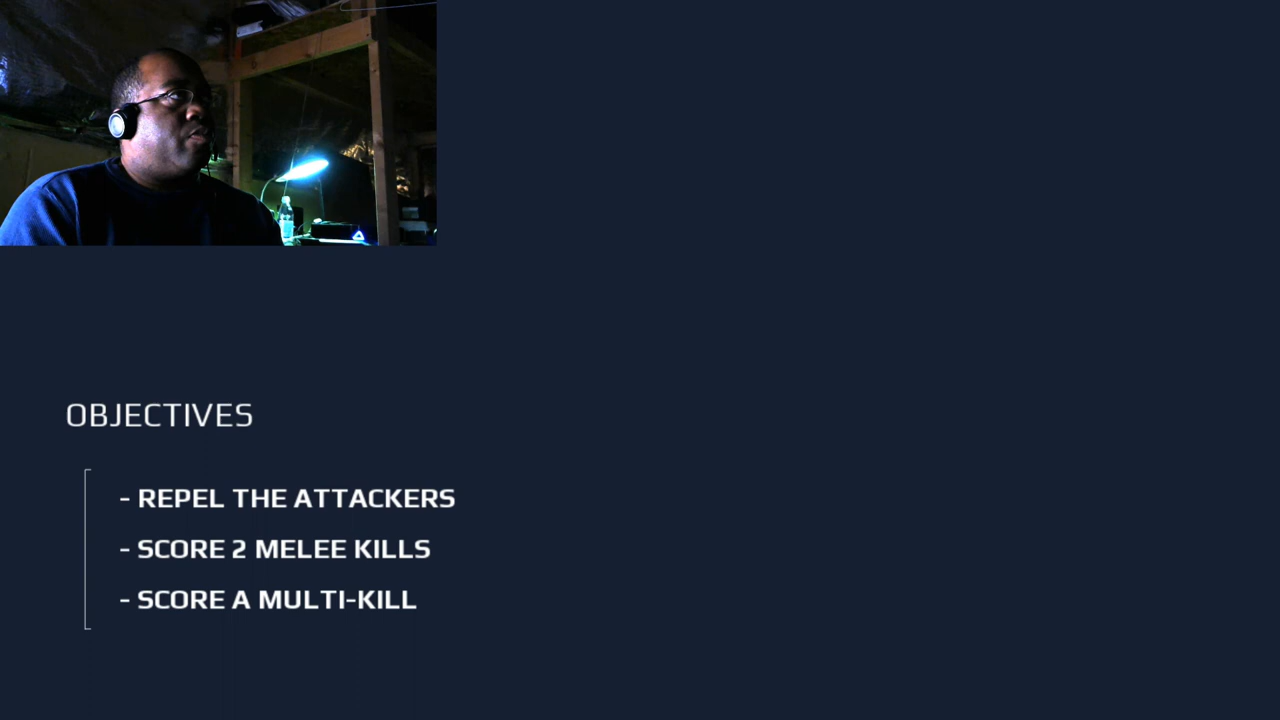 OBJECTIVES
- REPEL THE ATTACKERS
- SCORE 2 MELEE KILLS
- SCORE A MULTI-KILL